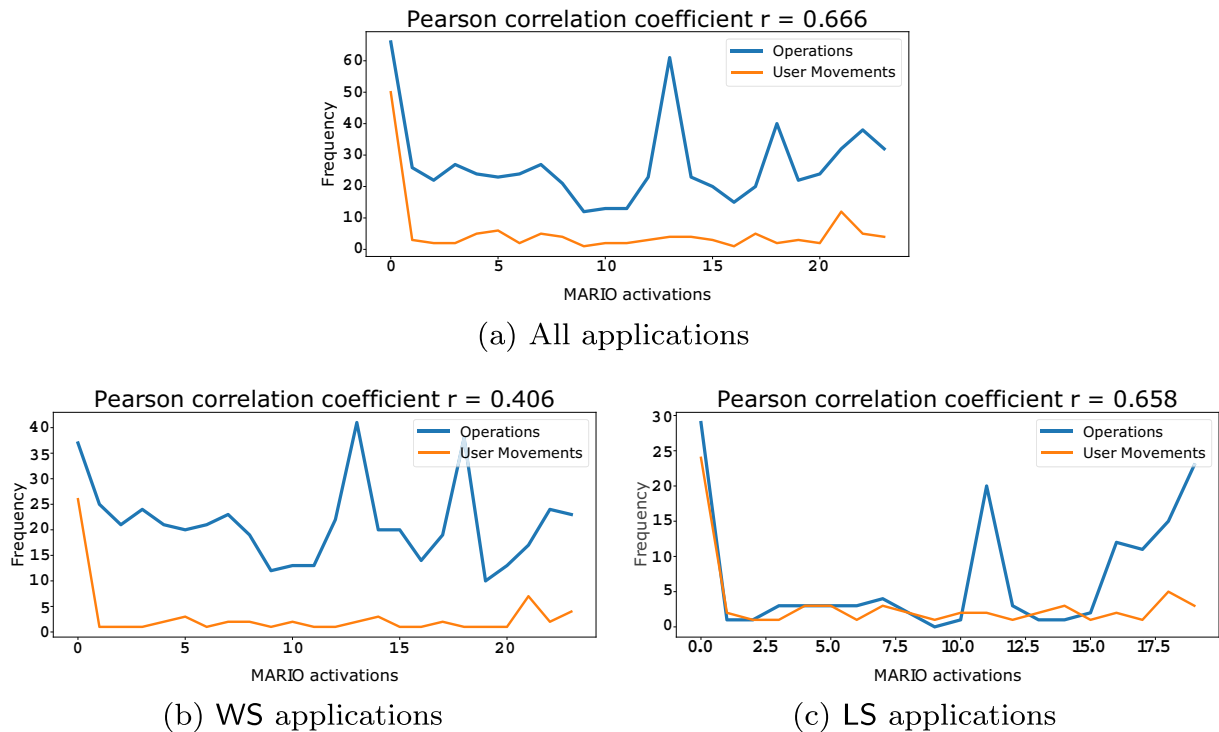 Pearson correlation coefficient r = 0.666
Operations
User Movements
Frequency
60
50
40
30
20
10
0
0 5 10 15 20
MARIO activations
(a) All applications
Pearson correlation coefficient r = 0.406
Operations
User Movements
Frequency
40
35
30
25
20
15
10
5
0
0 5 10 15 20
MARIO activations
(b) WS applications
Pearson correlation coefficient r = 0.658
Operations
User Movements
Frequency
30
25
20
15
10
5
0
0.0 2.5 5.0 7.5 10.0 12.5 15.0 17.5
MARIO activations
(c) LS applications